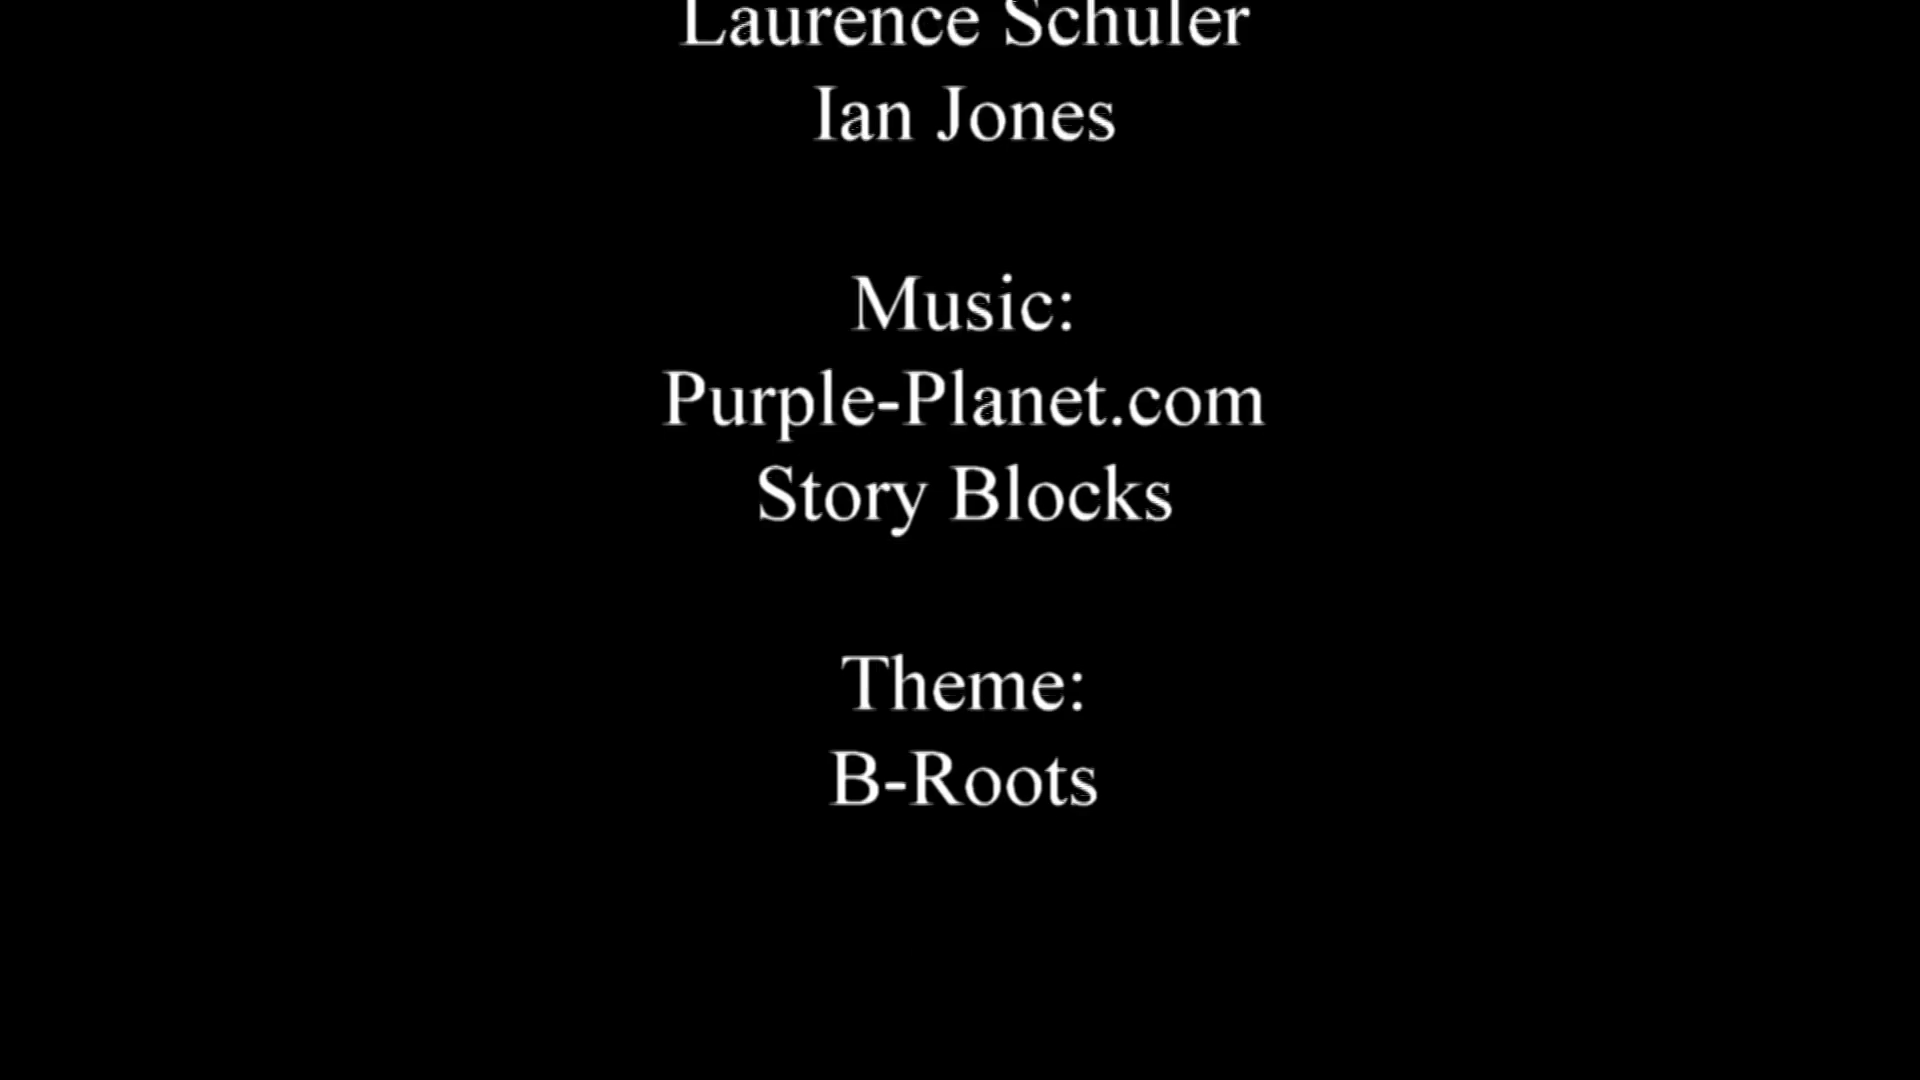 Laurence Schuler
Ian Jones
Music:
Purple-Planet.com
Story Blocks
Theme:
B-Roots